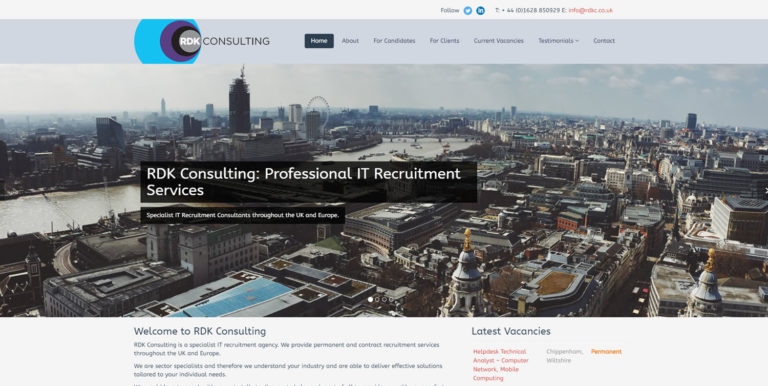 Follow T: + 44 (0)1628 850929 E: info@rdkc.co.uk
RDK CONSULTING
Home About For Candidates For Clients Current Vacancies Testimonials Contact
RDK Consulting: Professional IT Recruitment
Services
Specialist IT Recruitment Consultants throughout the UK and Europe.
Welcome to RDK Consulting
RDK Consulting is a specialist IT recruitment agency. We provide permanent and contract recruitment services
throughout the UK and Europe.
We are sector specialists and therefore we understand your industry and are able to deliver effective solutions
tailored to your individual needs.
Latest Vacancies
Helpdesk Technical
Analyst – Computer
Network, Mobile
Computing
Chippenham,
Wiltshire
Permanent